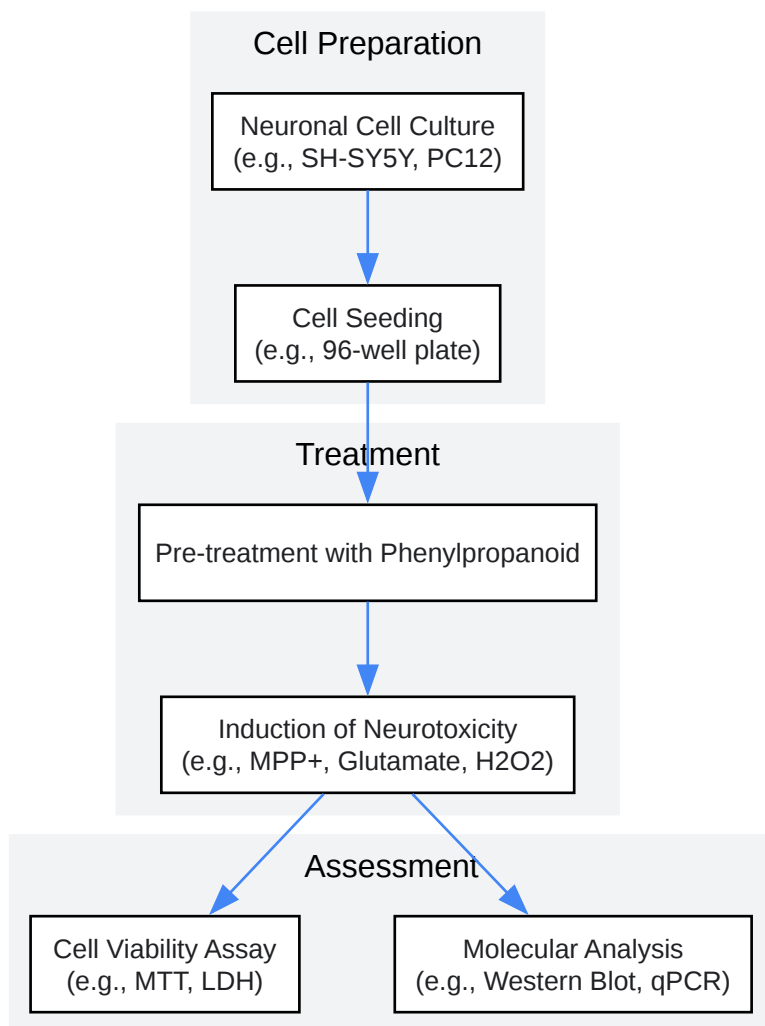 Cell Preparation
Neuronal Cell Culture
(e.g., SH-SY5Y, PC12)
Cell Seeding
(e.g., 96-well plate)
Treatment
Pre-treatment with Phenylpropanoid
Induction of Neurotoxicity
(e.g., MPP+, Glutamate, H2O2)
Assessment
Cell Viability Assay
(e.g., MTT, LDH)
Molecular Analysis
(e.g., Western Blot, qPCR)